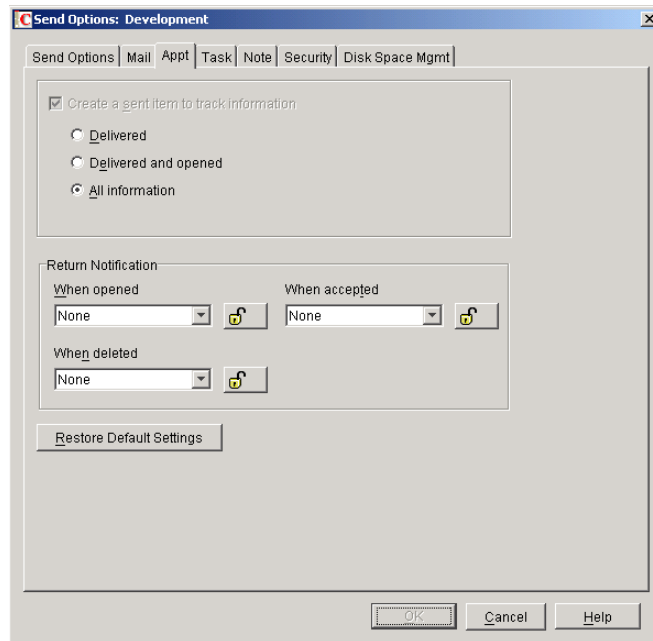 Send Options: Development
Send Options Mail Appt Task Note Security Disk Space Mgmt
Create a sent item to track information
Delivered
Delivered and opened
All information
Return Notification
When opened When accepted
None None
When deleted
None
Restore Default Settings
OK Cancel Help